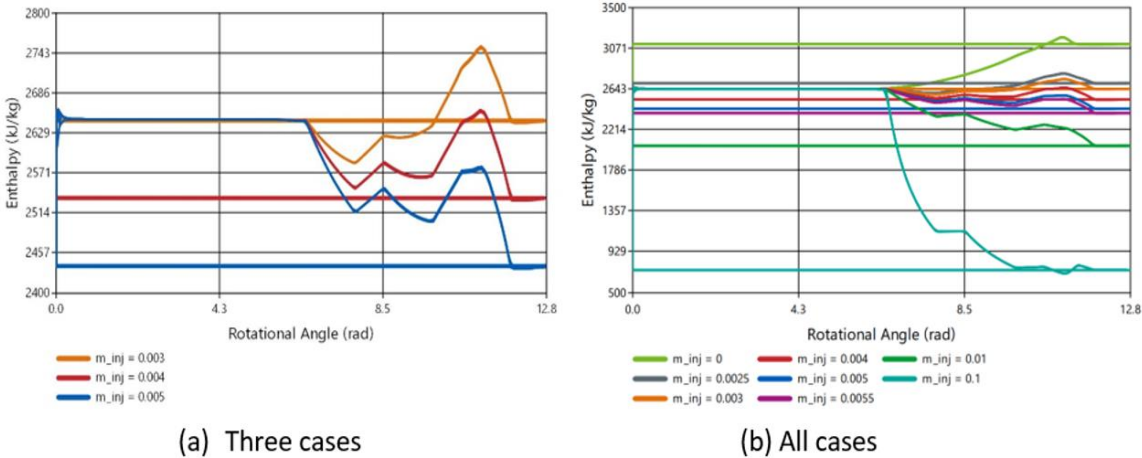 2800
2743
2686
2629
2571
2514
2457
2400
Enthalpy (kJ/kg)
0.0 4.3 8.5 12.8
Rotational Angle (rad)
m_inj = 0.003
m_inj = 0.004
m_inj = 0.005
(a) Three cases
3500
3071
2643
2214
1786
1357
929
500
Enthalpy (kJ/kg)
0.0 4.3 8.5 12.8
Rotational Angle (rad)
m_inj = 0 m_inj = 0.004 m_inj = 0.01
m_inj = 0.0025 m_inj = 0.005 m_inj = 0.1
m_inj = 0.003 m_inj = 0.0055
(b) All cases